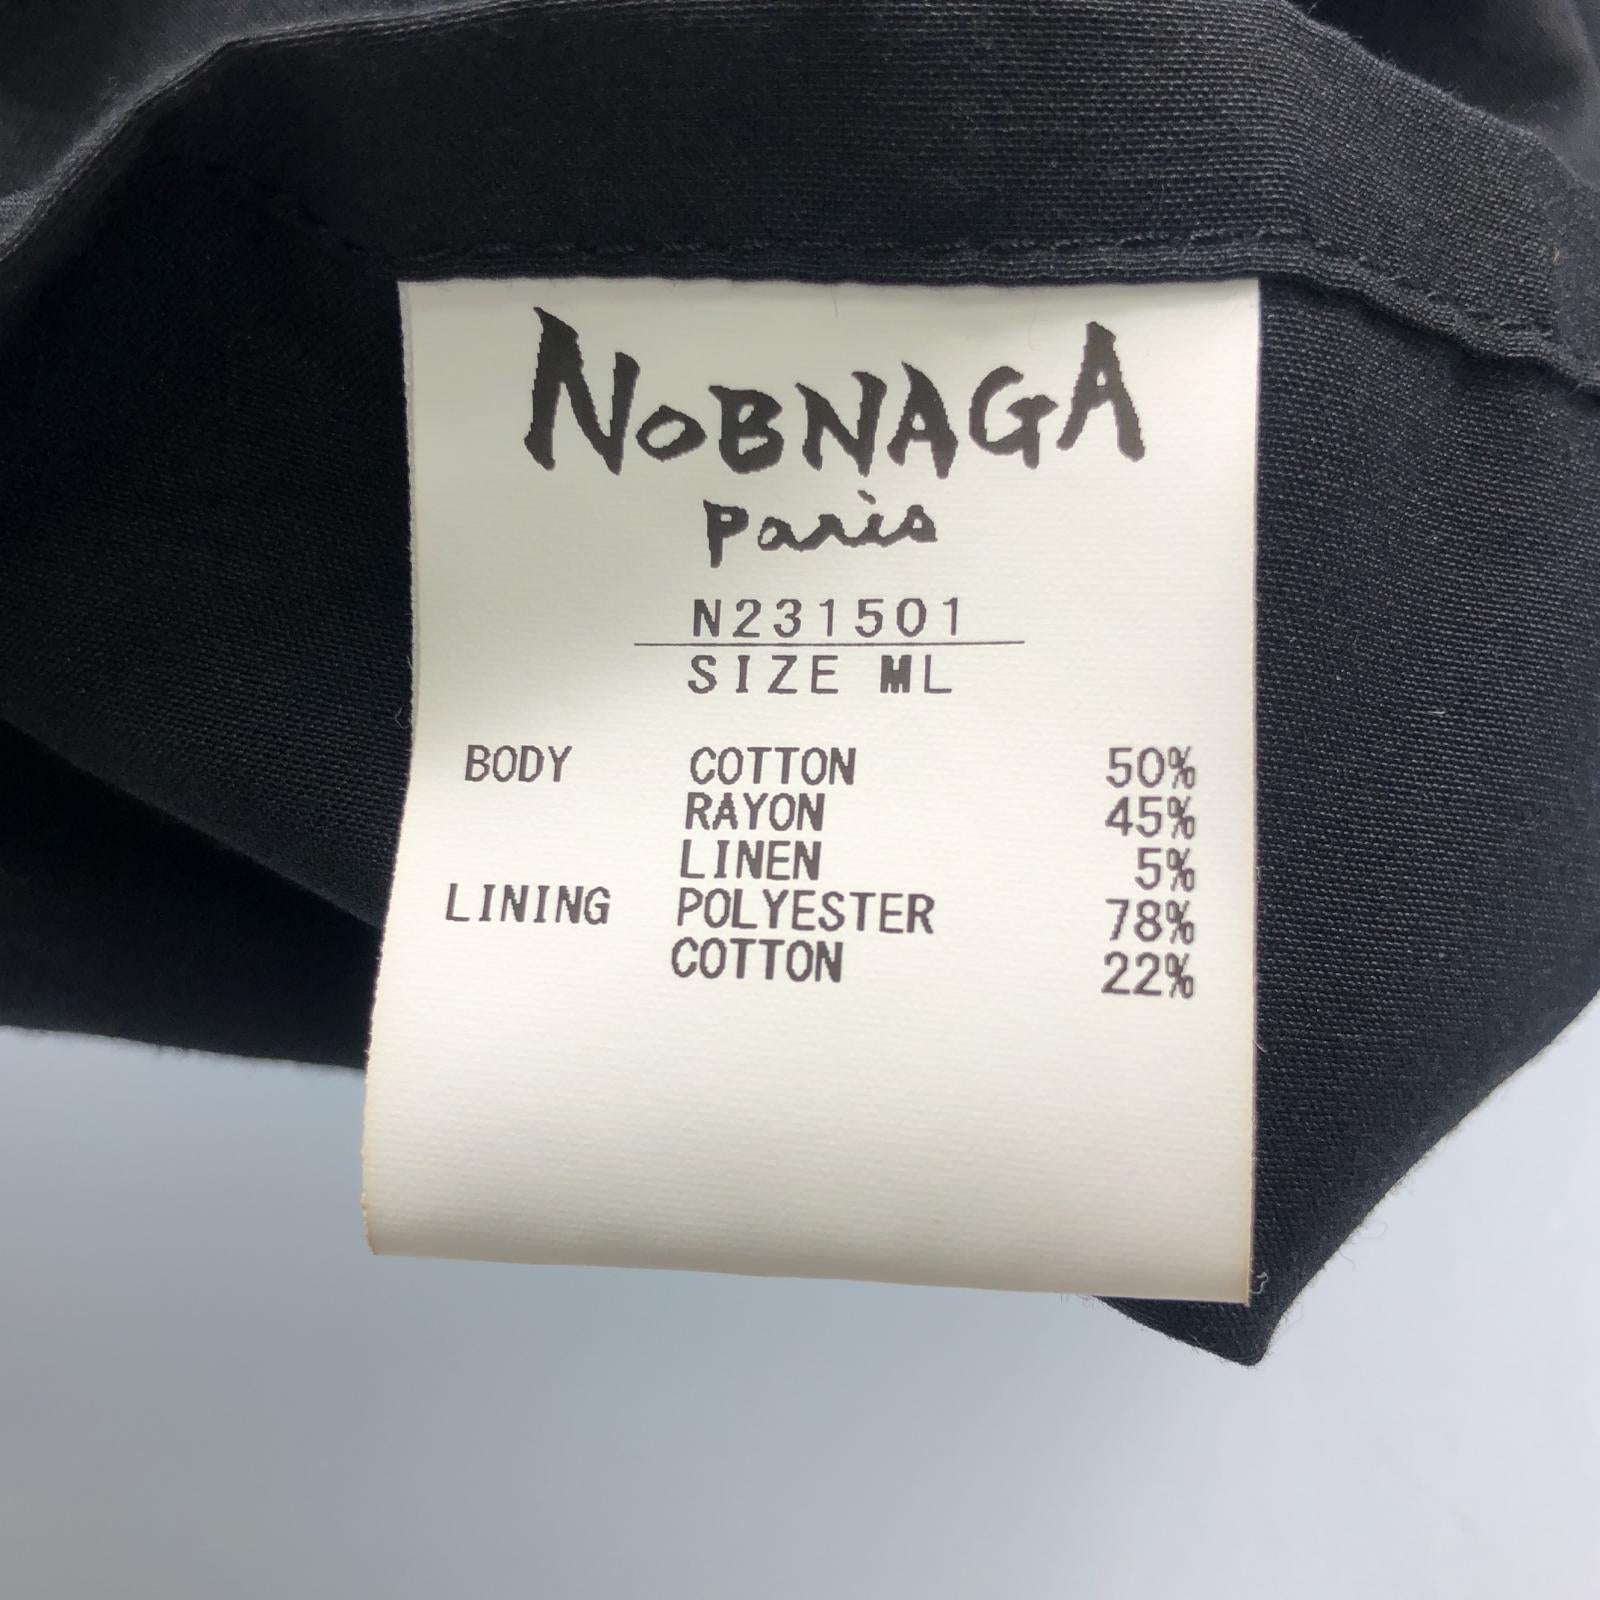 NOBNAGA
Paris
N231501
SIZE ML
BODY COTTON 50%
RAYON 45%
LINEN 5%
LINING POLYESTER 78%
COTTON 22%